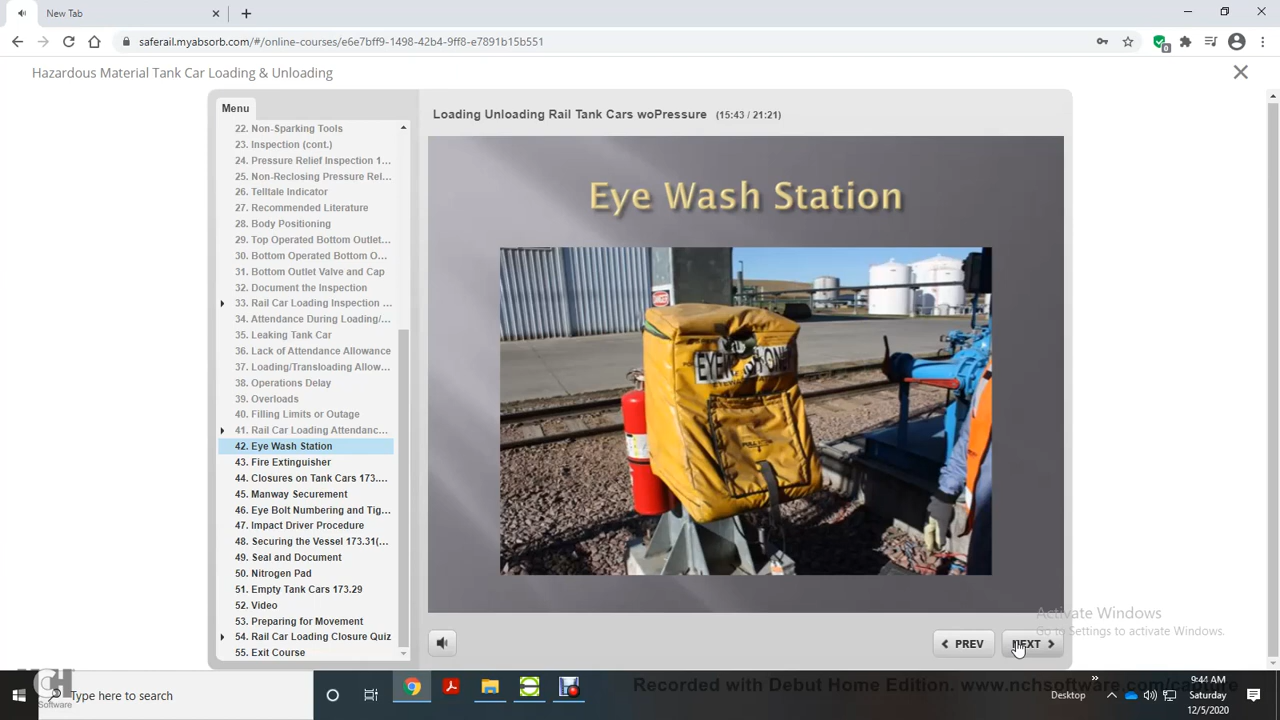 New Tab
saferail.myabsorb.com/#/online-courses/e6e7bff9-1498-42b4-9ff8-e7891b15b551
Hazardous Material Tank Car Loading & Unloading
Menu
22. Non-Sparking Tools
23. Inspection (cont.)
24. Pressure Relief Inspection 1...
25. Non-Reclosing Pressure Rel...
26. Telltale Indicator
27. Recommended Literature
28. Body Positioning
29. Top Operated Bottom Outlet...
30. Bottom Operated Bottom O...
31. Bottom Outlet Valve and Cap
32. Document the Inspection
33. Rail Car Loading Inspection ...
34. Attendance During Loading/...
35. Leaking Tank Car
36. Lack of Attendance Allowance
37. Loading/Transloading Allow...
38. Operations Delay
39. Overloads
40. Filling Limits or Outage
41. Rail Car Loading Attendanc...
42. Eye Wash Station
43. Fire Extinguisher
44. Closures on Tank Cars 173....
45. Manway Securement
46. Eye Bolt Numbering and Tig...
47. Impact Driver Procedure
48. Securing the Vessel 173.31(...
49. Seal and Document
50. Nitrogen Pad
51. Empty Tank Cars 173.29
52. Video
53. Preparing for Movement
54. Rail Car Loading Closure Quiz
55. Exit Course
Loading Unloading Rail Tank Cars woPressure (15:43 / 21:21)
Eye Wash Station
PREV
NEXT
Activate Windows
Go to Settings to activate Windows.
NCH
Software
Type here to search
Recorded with Debut Home Edition. www.nchsoftware.com/capture
Desktop
9:41 AM
Saturday
12/5/2020